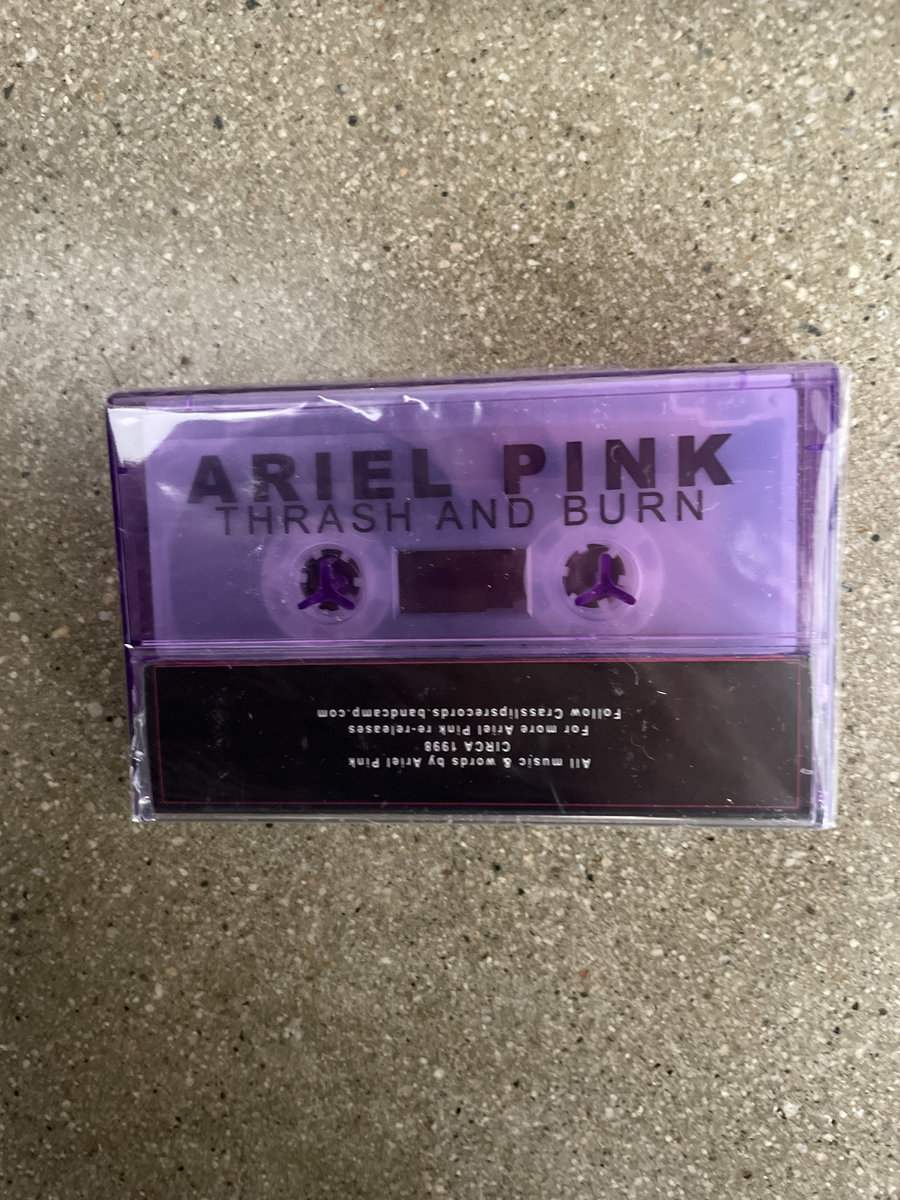 ARIEL PINK
THRASH AND BURN
All music & words by Ariel Pink
CIRCA 1998
For more Ariel Pink re-releases
Follow Crasslipsrecords.bandcamp.com